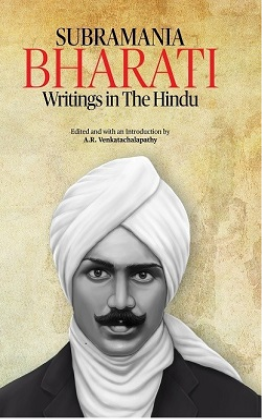 SUBRAMANIA
BHARATI
Writings in The Hindu
Edited and with an Introduction by
A.R. Venkatachalapathy